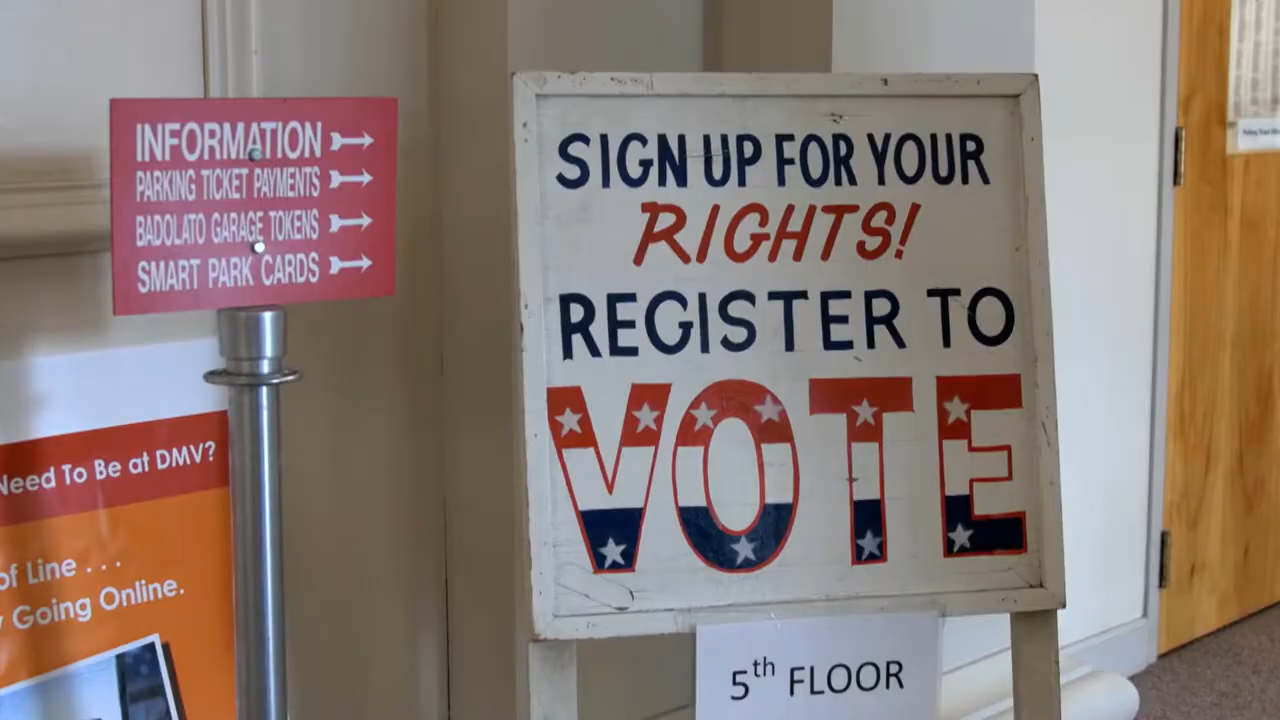 INFORMATION
PARKING TICKET PAYMENTS
BADOLATO GARAGE TOKENS
SMART PARK CARDS
Need To Be at DMV?
of Line . . .
Going Online.
SIGN UP FOR YOUR
RIGHTS!
REGISTER TO
VOTE
5th FLOOR